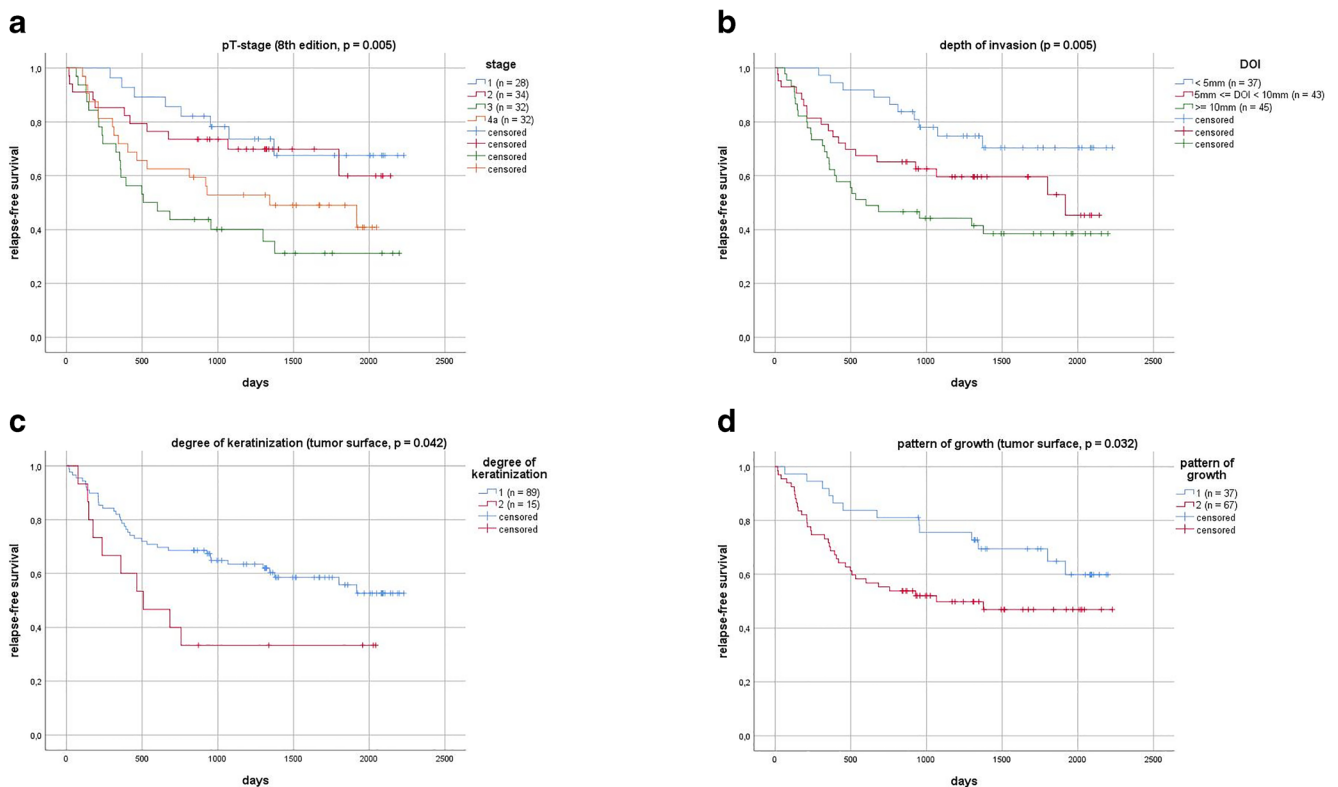 a
pT-stage (8th edition, p = 0.005)
stage
1 (n = 28)
2 (n = 34)
3 (n = 32)
4a (n = 32)
censored
censored
censored
censored
relapse-free survival
1,0
0,8
0,6
0,4
0,2
0,0
0 500 1000 1500 2000 2500
days
b
depth of invasion (p = 0.005)
DOI
< 5mm (n = 37)
5mm <= DOI < 10mm (n = 43)
>= 10mm (n = 45)
censored
censored
censored
relapse-free survival
1,0
0,8
0,6
0,4
0,2
0,0
0 500 1000 1500 2000 2500
days
c
degree of keratinization (tumor surface, p = 0.042)
degree of
keratinization
1 (n = 89)
2 (n = 15)
censored
censored
relapse-free survival
1,0
0,8
0,6
0,4
0,2
0,0
0 500 1000 1500 2000 2500
days
d
pattern of growth (tumor surface, p = 0.032)
pattern of
growth
1 (n = 37)
2 (n = 67)
censored
censored
relapse-free survival
1,0
0,8
0,6
0,4
0,2
0,0
0 500 1000 1500 2000 2500
days